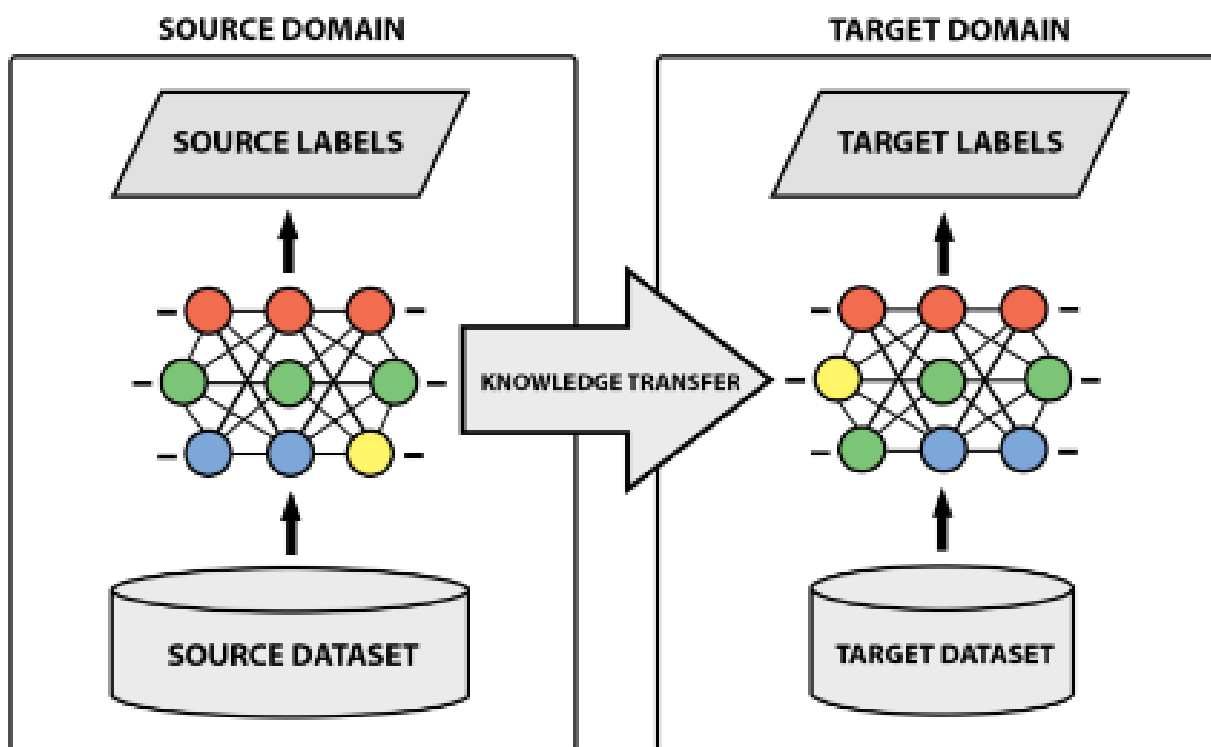 SOURCE DOMAIN
SOURCE LABELS
SOURCE DATASET
KNOWLEDGE TRANSFER
TARGET DOMAIN
TARGET LABELS
TARGET DATASET